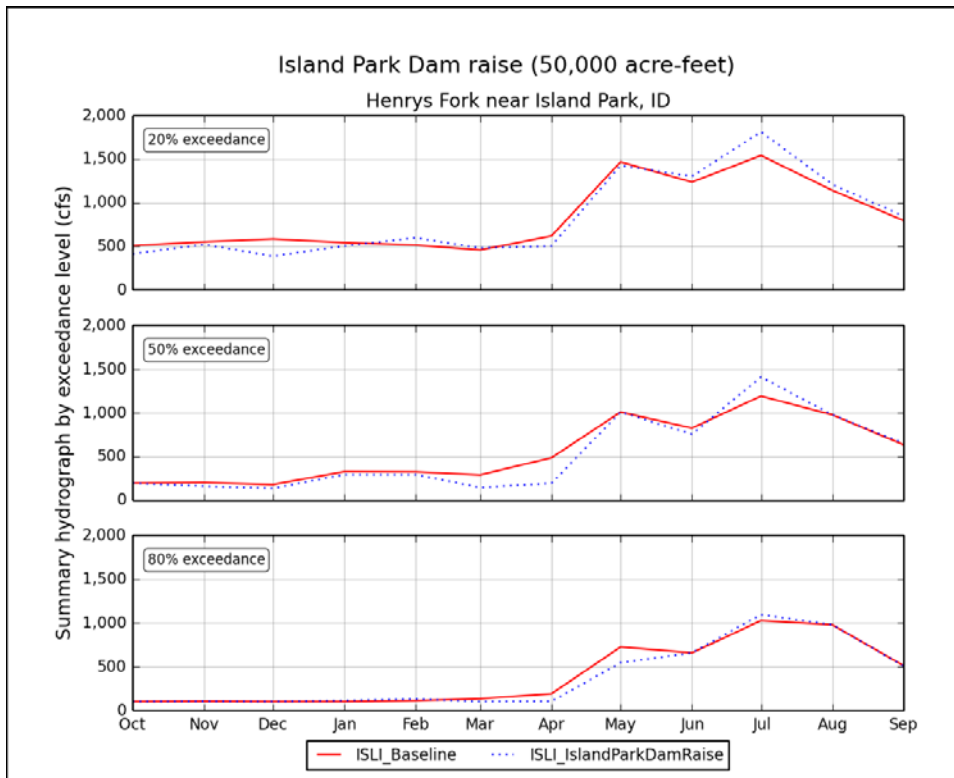 Island Park Dam raise (50,000 acre-feet)
Henrys Fork near Island Park, ID
Summary hydrograph by exceedance level (cfs)
2,000
1,500
1,000
500
0
20% exceedance
2,000
1,500
1,000
500
0
50% exceedance
2,000
1,500
1,000
500
0
80% exceedance
Oct Nov Dec Jan Feb Mar Apr May Jun Jul Aug Sep
ISLI_Baseline ISLI_IslandParkDamRaise